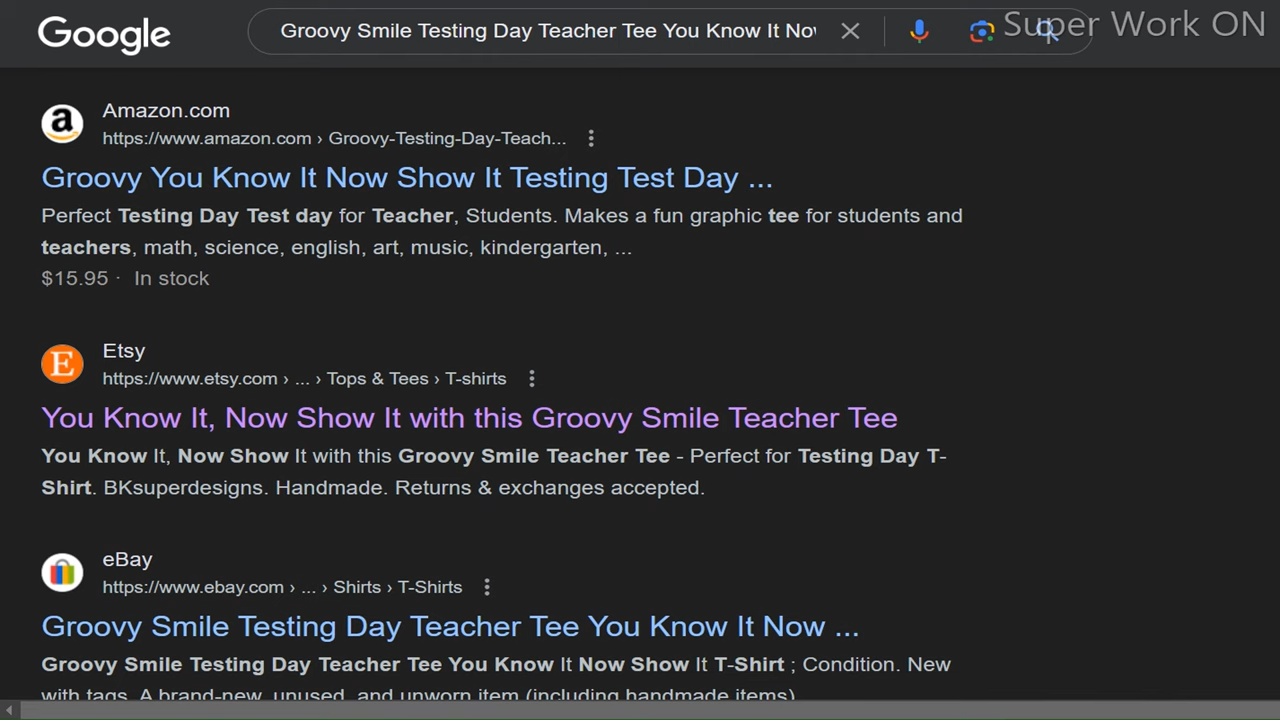 Google
Groovy Smile Testing Day Teacher Tee You Know It Nov
Super Work ON
Amazon.com
https://www.amazon.com › Groovy-Testing-Day-Teach...
Groovy You Know It Now Show It Testing Test Day ...
Perfect Testing Day Test day for Teacher, Students. Makes a fun graphic tee for students and
teachers, math, science, english, art, music, kindergarten, ...
$15.95 · In stock
Etsy
https://www.etsy.com › ... › Tops & Tees › T-shirts
You Know It, Now Show It with this Groovy Smile Teacher Tee
You Know It, Now Show It with this Groovy Smile Teacher Tee - Perfect for Testing Day T-
Shirt. BKsuperdesigns. Handmade. Returns & exchanges accepted.
eBay
https://www.ebay.com › ... › Shirts › T-Shirts
Groovy Smile Testing Day Teacher Tee You Know It Now ...
Groovy Smile Testing Day Teacher Tee You Know It Now Show It T-Shirt ; Condition. New
with tags. A brand-new, unused, and unworn item (including handmade items)